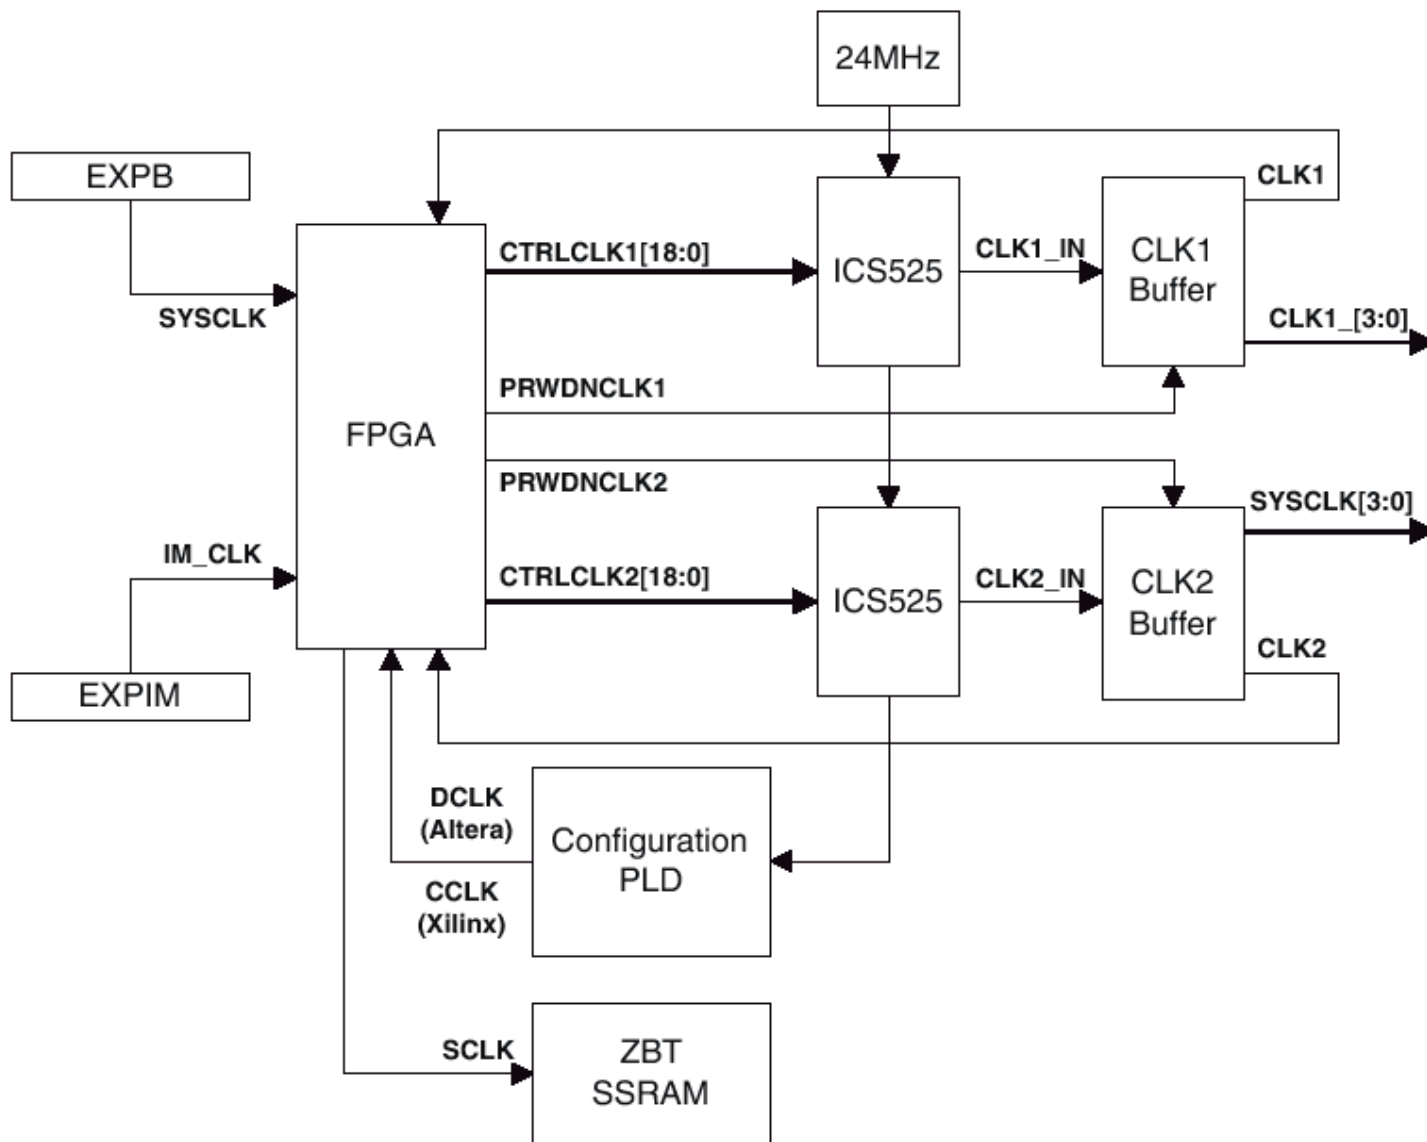 24MHz
EXPB
CLK1
CTRLCLK1[18:0]
ICS525
CLK1_IN
CLK1
Buffer
SYSCLK
CLK1_[3:0]
PRWDNCLK1
FPGA
PRWDNCLK2
SYSCLK[3:0]
IM_CLK
CTRLCLK2[18:0]
ICS525
CLK2_IN
CLK2
Buffer
CLK2
EXPIM
DCLK
(Altera)
Configuration
PLD
CCLK
(Xilinx)
SCLK
ZBT
SSRAM